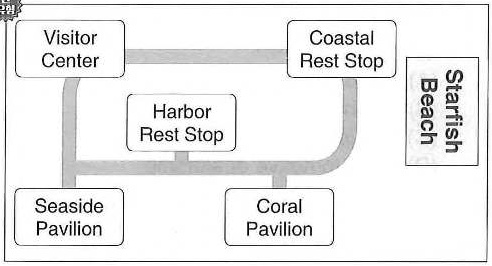 Visitor
Center
Coastal
Rest Stop
Starfish
Beach
Harbor
Rest Stop
Seaside
Pavilion
Coral
Pavilion